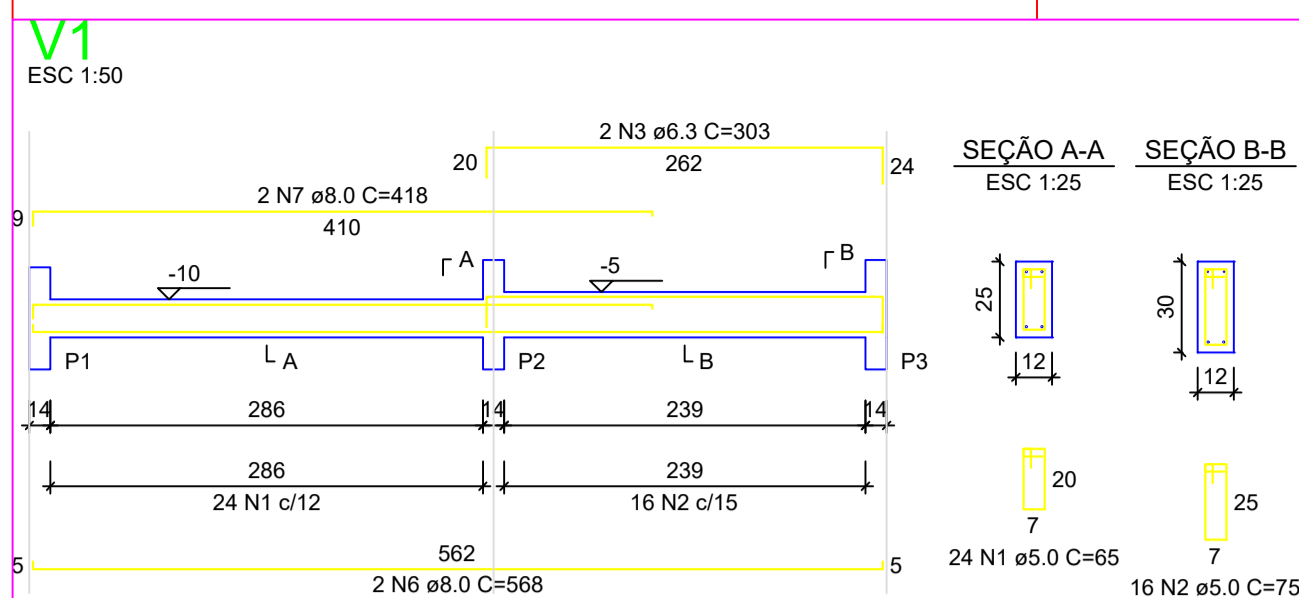 V1
ESC 1:50
2 N3 ø6.3 C=303
20
262
24
2 N7 ø8.0 C=418
9
410
A
B
-10
-5
P1
A
P2
B
P3
14
286
14
239
14
286
24 N1 c/12
239
16 N2 c/15
5
562
5
2 N6 ø8.0 C=568
SEÇÃO A-A
ESC 1:25
25
12
20
7
24 N1 ø5.0 C=65
SEÇÃO B-B
ESC 1:25
30
12
25
7
16 N2 ø5.0 C=75